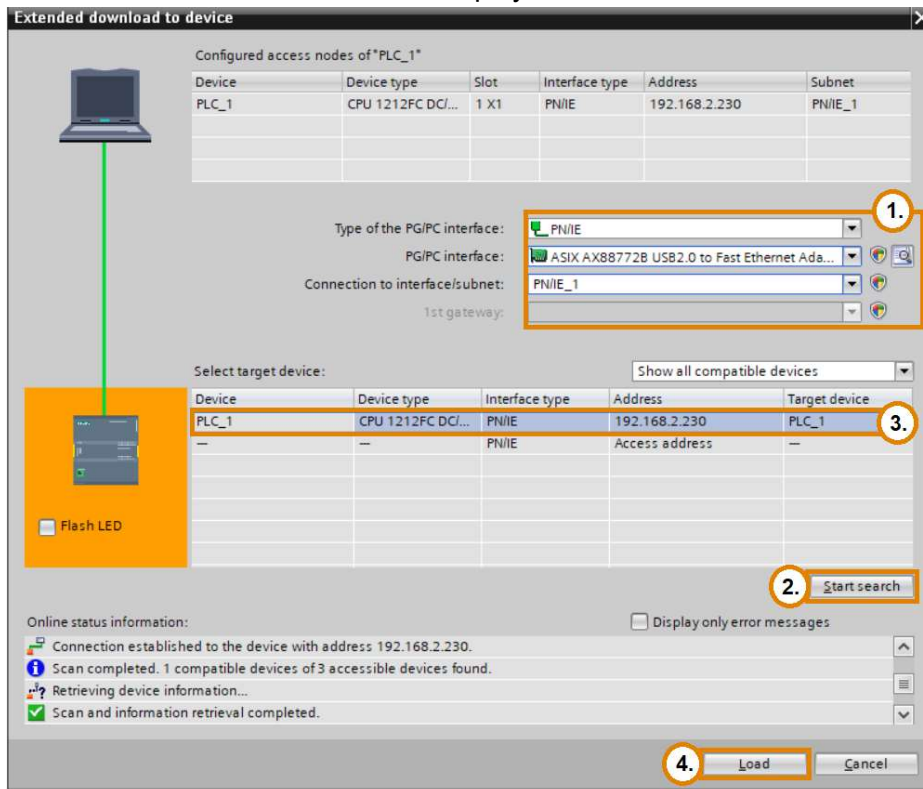 Extended download to device
Configured access nodes of "PLC_1"
Device Device type Slot Interface type Address Subnet
PLC_1 CPU 1212FC DC/... 1 X1 PN/IE 192.168.2.230 PN/IE_1
1.
Type of the PG/PC interface: PN/IE
PG/PC interface: ASIX AX88772B USB2.0 to Fast Ethernet Ada...
Connection to interface/subnet: PN/IE_1
1st gateway:
Select target device: Show all compatible devices
Device Device type Interface type Address Target device
PLC_1 CPU 1212FC DC/... PN/IE 192.168.2.230 PLC_1
3.
— — PN/IE Access address —
Flash LED
2. Start search
Online status information: Display only error messages
Connection established to the device with address 192.168.2.230.
Scan completed. 1 compatible devices of 3 accessible devices found.
Retrieving device information...
Scan and information retrieval completed.
4. Load Cancel